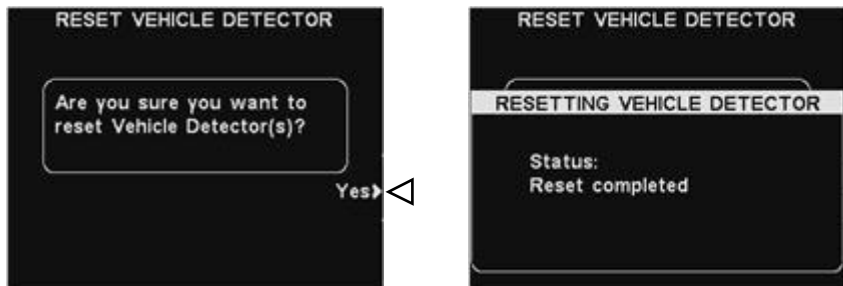 RESET VEHICLE DETECTOR
Are you sure you want to
reset Vehicle Detector(s)?
Yes
RESET VEHICLE DETECTOR
RESETTING VEHICLE DETECTOR
Status:
Reset completed